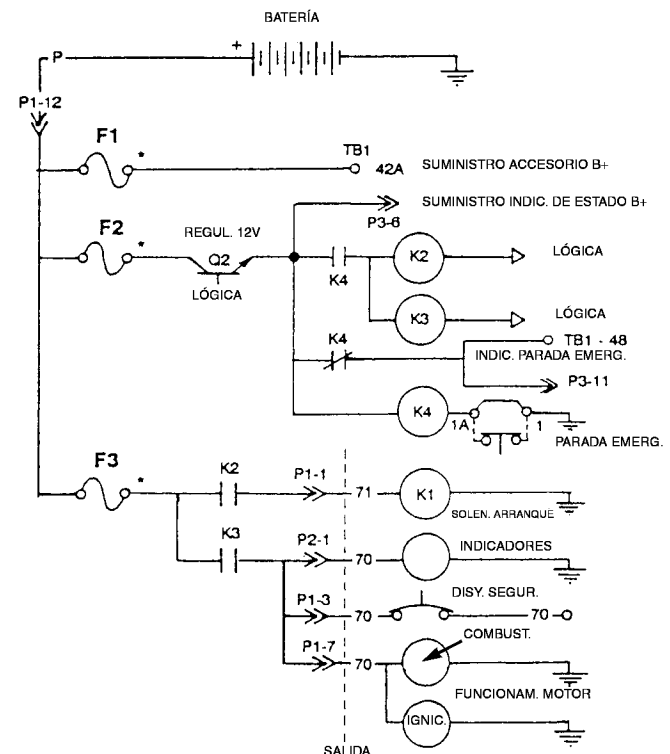 BATERÍA
+
P
P1-12
F1
*
TB1
42A
SUMINISTRO ACCESORIO B+
SUMINISTRO INDIC. DE ESTADO B+
P3-6
F2
*
REGUL. 12V
Q2
LÓGICA
K4
K2
LÓGICA
K3
LÓGICA
K4
TB1 - 48
INDIC. PARADA EMERG.
P3-11
K4
1A
1
PARADA EMERG.
F3
*
K2
P1-1
71
K1
SOLEN. ARRANQUE
K3
P2-1
70
INDICADORES
P1-3
70
DISY. SEGUR.
70
P1-7
70
COMBUST.
FUNCIONAM. MOTOR
IGNIC.
SALIDA